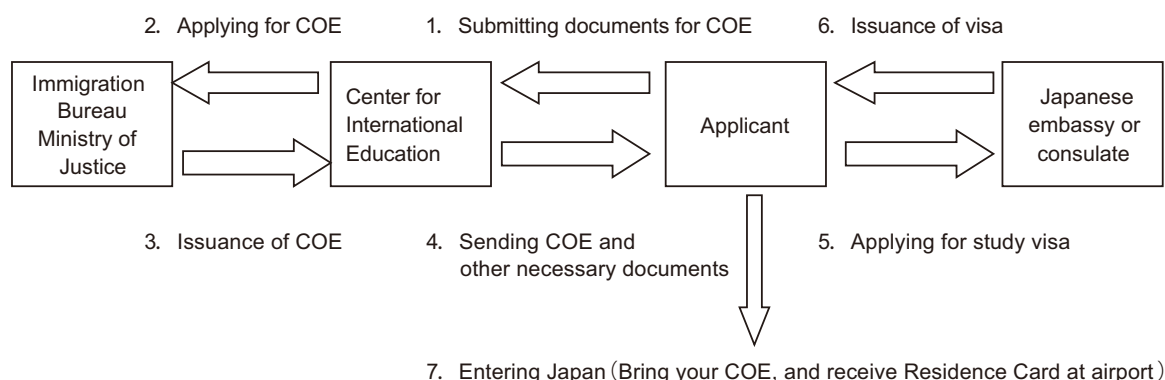 2. Applying for COE
1. Submitting documents for COE
6. Issuance of visa
Immigration
Bureau
Ministry of
Justice
Center for
International
Education
Applicant
Japanese
embassy or
consulate
3. Issuance of COE
4. Sending COE and
other necessary documents
5. Applying for study visa
7. Entering Japan（Bring your COE, and receive Residence Card at airport）